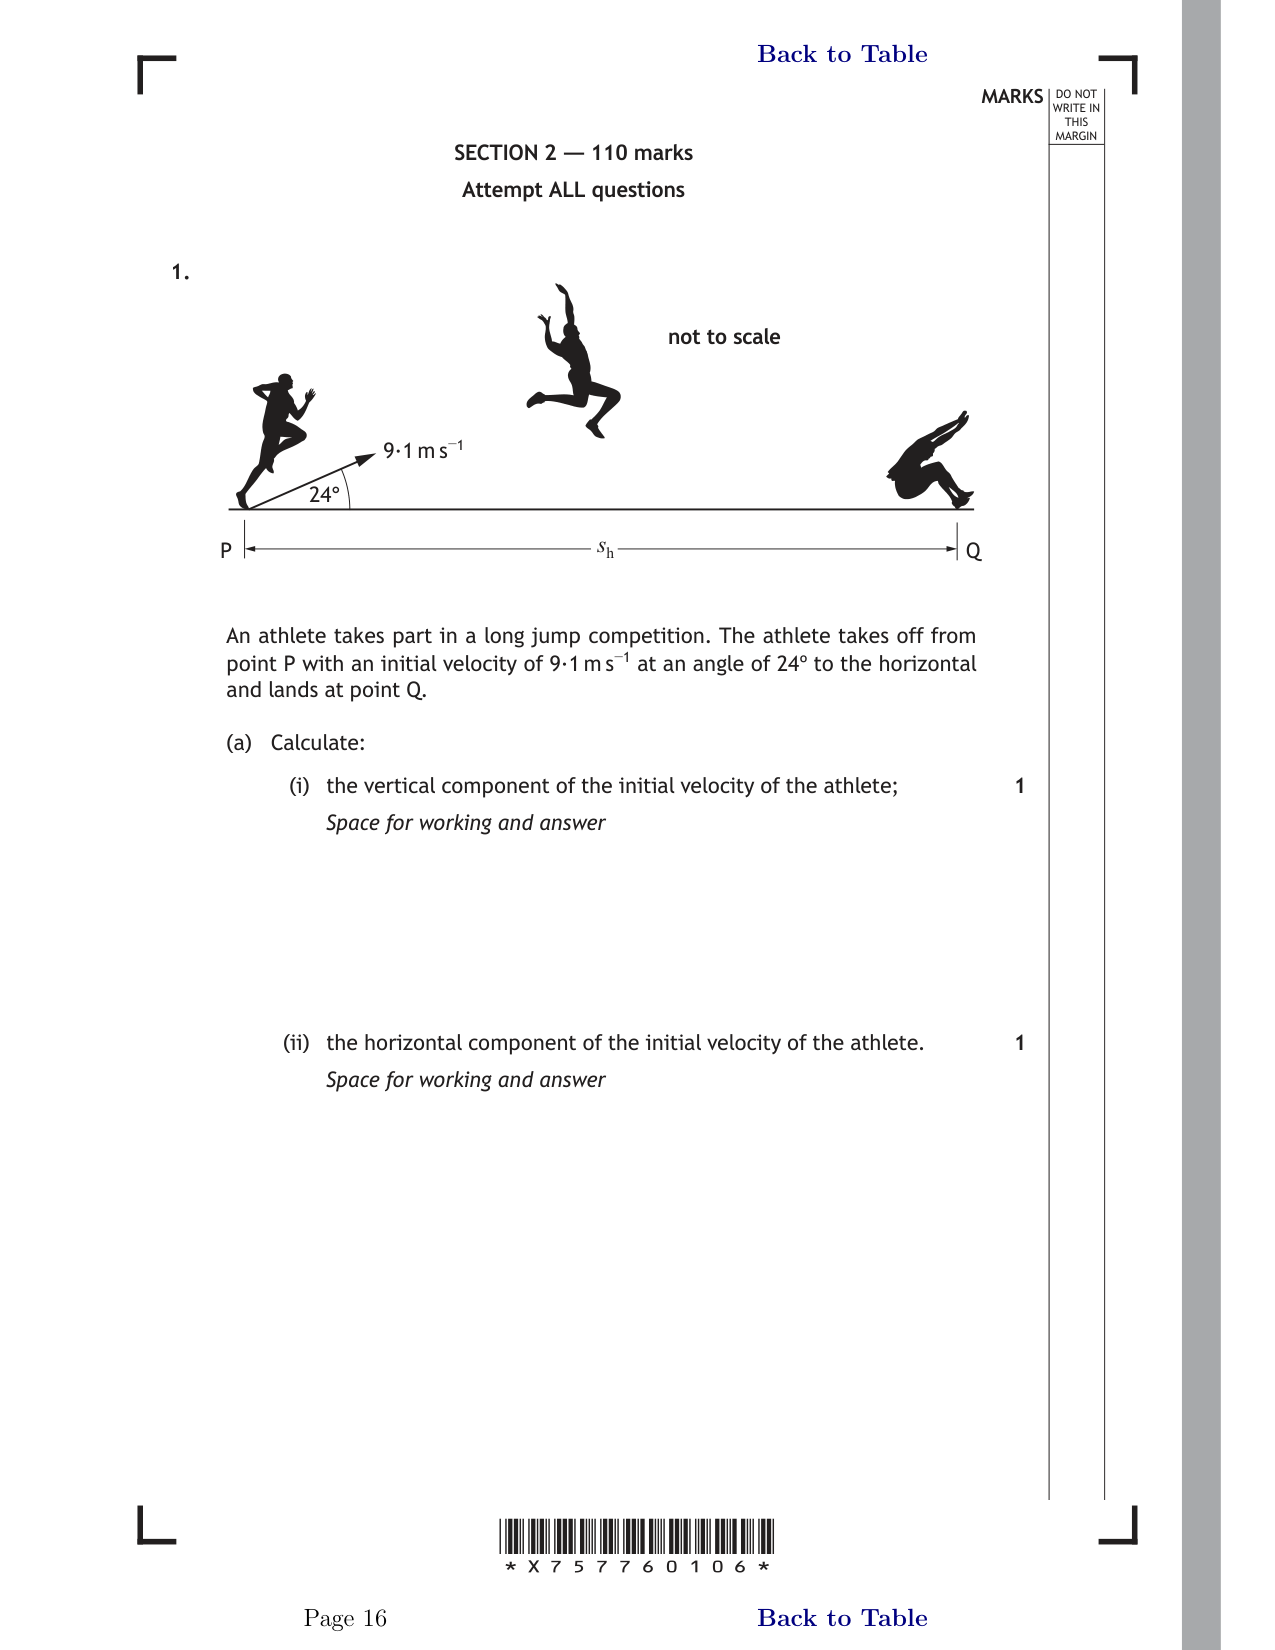 Back to Table
MARKS
DO NOT
WRITE IN
THIS
MARGIN
SECTION 2 — 110 marks
Attempt ALL questions
1.
not to scale
9·1 m s⁻¹
24º
P
sₕ
Q
An athlete takes part in a long jump competition. The athlete takes off from
point P with an initial velocity of 9·1 m s⁻¹ at an angle of 24º to the horizontal
and lands at point Q.
(a) Calculate:
(i) the vertical component of the initial velocity of the athlete; 1
Space for working and answer
(ii) the horizontal component of the initial velocity of the athlete. 1
Space for working and answer
*X757760106*
Page 16
Back to Table